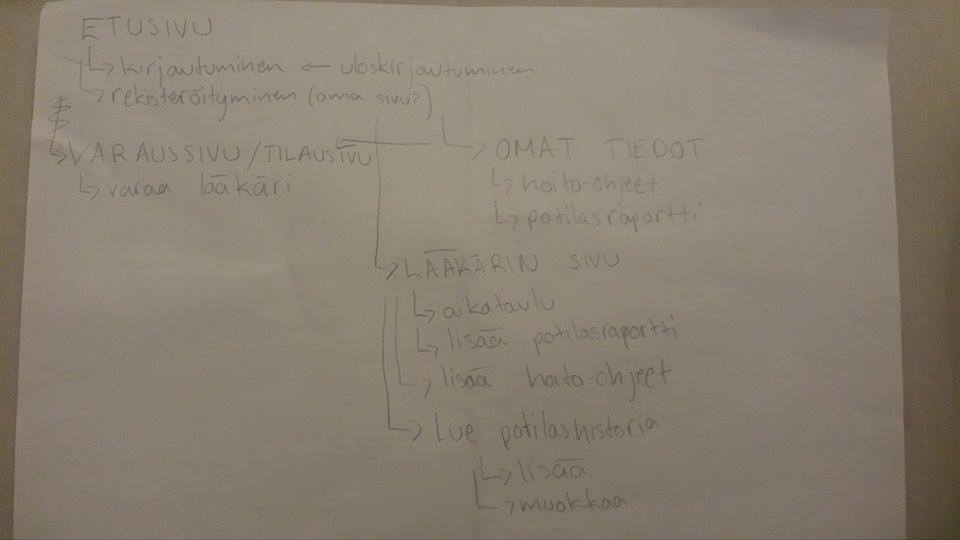 ETUSIVU
kirjautuminen ← uloskirjautuminen
rekisteröityminen (oma sivu?)
VARAUSSIVU/TILAUSIVU
varaa lääkäri
OMAT TIEDOT
hoito-ohjeet
potilasraportti
LÄÄKÄRIN SIVU
aikataulu
lisää potilasraportti
lisää hoito-ohjeet
lue potilashistoria
lisää
muokkaa